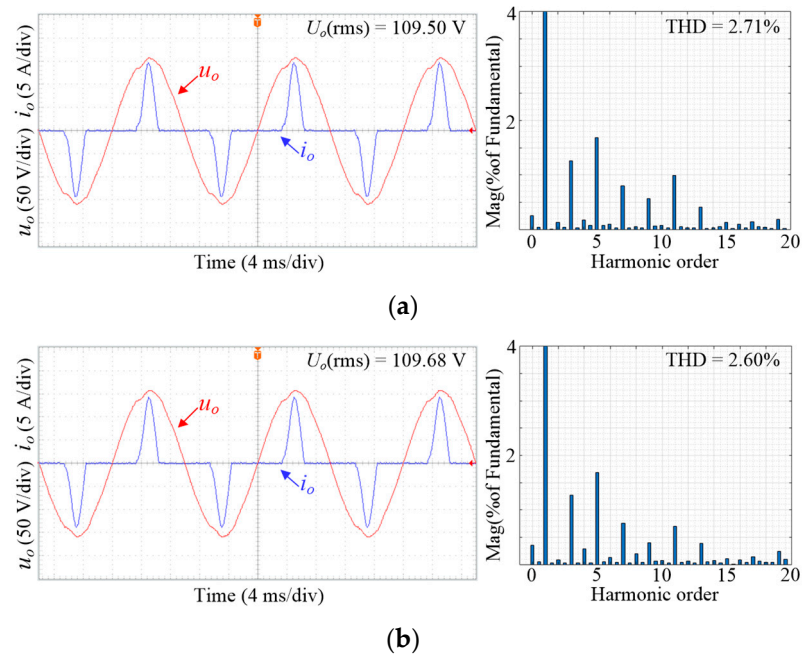 Uo(rms) = 109.50 V
uo
io
uo (50 V/div) io (5 A/div)
Time (4 ms/div)
T
THD = 2.71%
Mag(%of Fundamental)
4
2
0 5 10 15 20
Harmonic order
(a)
Uo(rms) = 109.68 V
uo
io
uo (50 V/div) io (5 A/div)
Time (4 ms/div)
T
THD = 2.60%
Mag(%of Fundamental)
4
2
0 5 10 15 20
Harmonic order
(b)